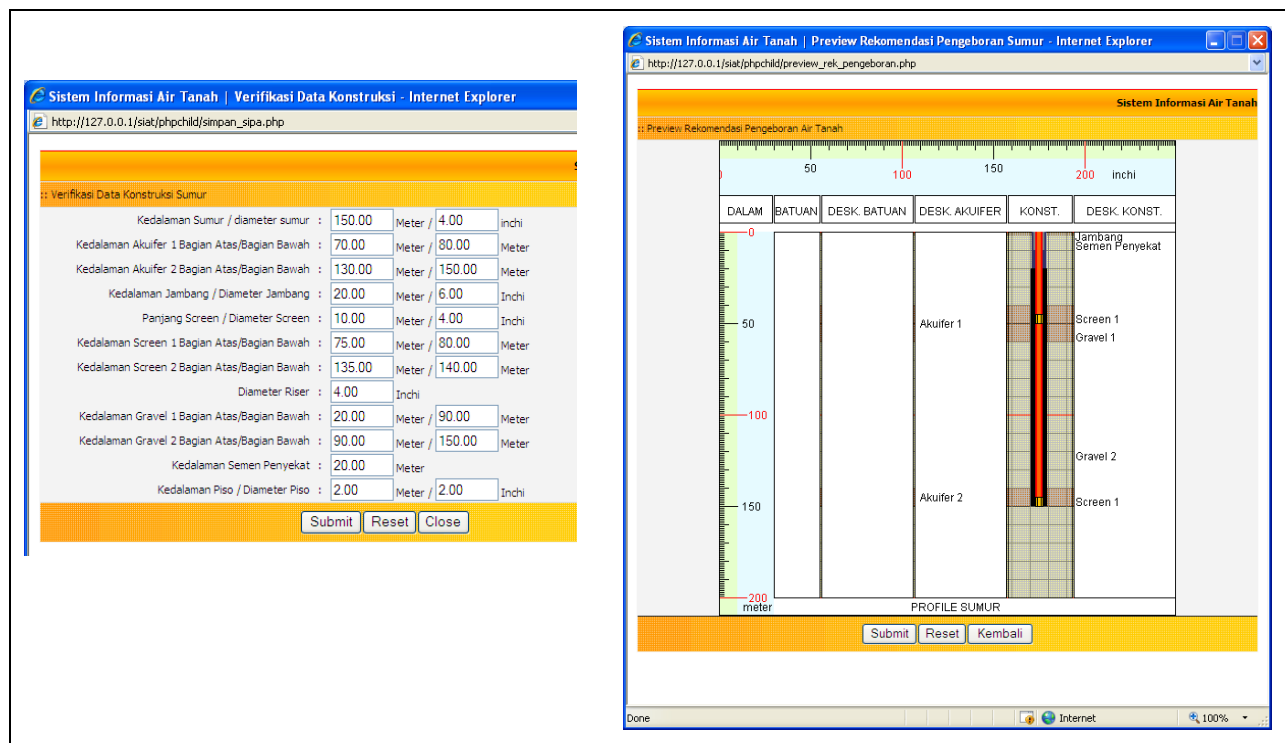 Sistem Informasi Air Tanah | Verifikasi Data Konstruksi - Internet Explorer
http://127.0.0.1/siat/phpchild/simpan_sipa.php
:: Verifikasi Data Konstruksi Sumur
Kedalaman Sumur / diameter sumur : 150.00 Meter / 4.00 inchi
Kedalaman Akuifer 1 Bagian Atas/Bagian Bawah : 70.00 Meter / 80.00 Meter
Kedalaman Akuifer 2 Bagian Atas/Bagian Bawah : 130.00 Meter / 150.00 Meter
Kedalaman Jambang / Diameter Jambang : 20.00 Meter / 6.00 Inchi
Panjang Screen / Diameter Screen : 10.00 Meter / 4.00 Inchi
Kedalaman Screen 1 Bagian Atas/Bagian Bawah : 75.00 Meter / 80.00 Meter
Kedalaman Screen 2 Bagian Atas/Bagian Bawah : 135.00 Meter / 140.00 Meter
Diameter Riser : 4.00 Inchi
Kedalaman Gravel 1 Bagian Atas/Bagian Bawah : 20.00 Meter / 90.00 Meter
Kedalaman Gravel 2 Bagian Atas/Bagian Bawah : 90.00 Meter / 150.00 Meter
Kedalaman Semen Penyekat : 20.00 Meter
Kedalaman Piso / Diameter Piso : 2.00 Meter / 2.00 Inchi
Submit Reset Close
Sistem Informasi Air Tanah | Preview Rekomendasi Pengeboran Sumur - Internet Explorer
http://127.0.0.1/siat/phpchild/preview_rek_pengeboran.php
Sistem Informasi Air Tanah
:: Preview Rekomendasi Pengeboran Air Tanah
0 50 100 150 200 inchi
DALAM BATUAN DESK. BATUAN DESK. AKUIFER KONST. DESK. KONST.
0 Jambang
Semen Penyekat
50 Akuifer 1 Screen 1
Gravel 1
100
Gravel 2
Akuifer 2
150 Screen 1
200
meter PROFILE SUMUR
Submit Reset Kembali
Done Internet 100%